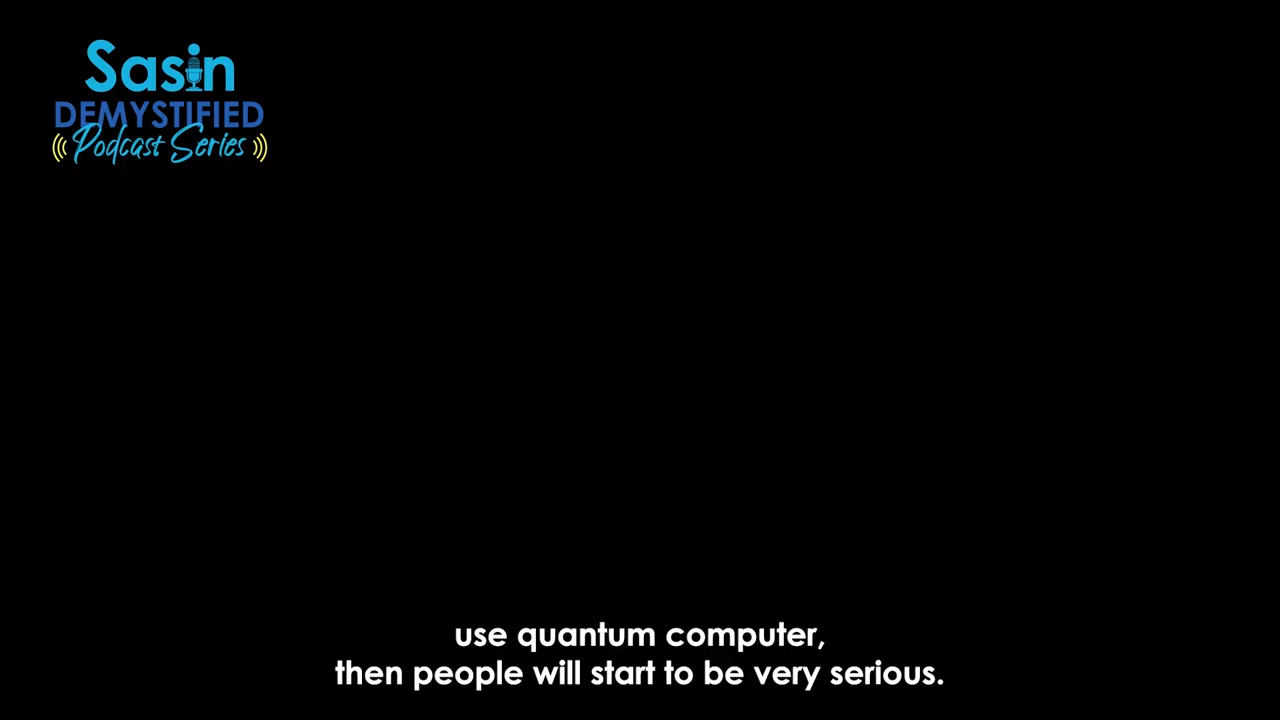 Sasin
DEMYSTIFIED
Podcast Series
use quantum computer,
then people will start to be very serious.